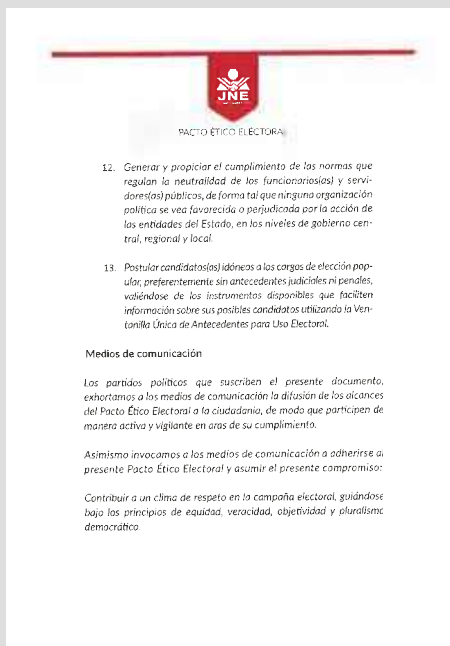 JNE
PACTO ÉTICO ELECTORAL
12. Generar y propiciar el cumplimiento de las normas que
regulan la neutralidad de los funcionarios(as) y servi-
dores(as) públicos, de forma tal que ninguna organización
política se vea favorecida o perjudicada por la acción de
las entidades del Estado, en los niveles de gobierno cen-
tral, regional y local.
13. Postular candidatos(as) idóneos a los cargos de elección pop-
ular, preferentemente sin antecedentes judiciales ni penales,
valiéndose de los instrumentos disponibles que faciliten
información sobre sus posibles candidatos utilizando la Ven-
tanilla Única de Antecedentes para Uso Electoral.
Medios de comunicación
Los partidos políticos que suscriben el presente documento,
exhortamos a los medios de comunicación la difusión de los alcances
del Pacto Ético Electoral a la ciudadanía, de modo que participen de
manera activa y vigilante en aras de su cumplimiento.
Asimismo invocamos a los medios de comunicación a adherirse al
presente Pacto Ético Electoral y asumir el presente compromiso:
Contribuir a un clima de respeto en la campaña electoral, guiándose
bajo los principios de equidad, veracidad, objetividad y pluralismo
democrático.